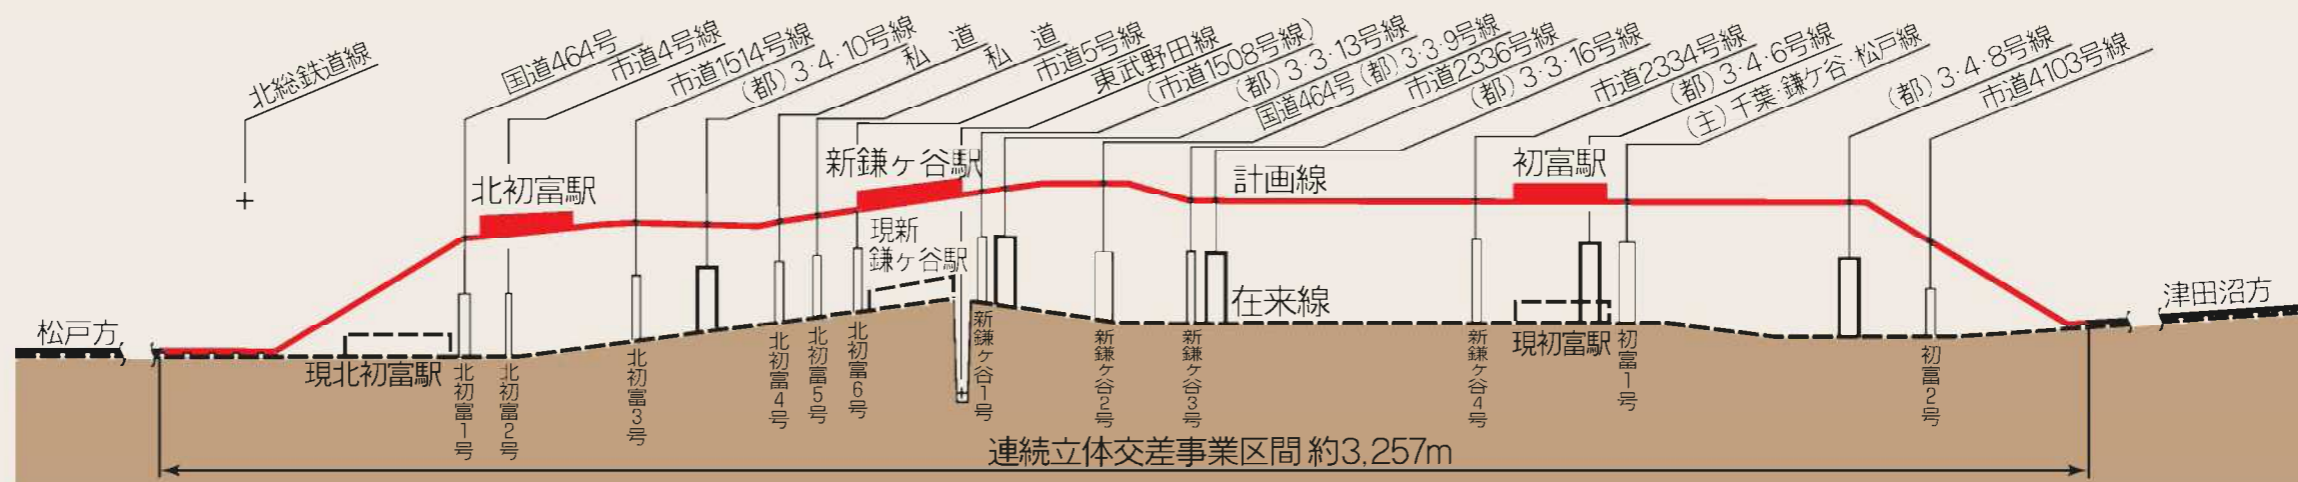 北総鉄道線
国道464号
市道4号線
市道1514号線
(都)3・4・10号線
私道
私道
市道5号線
東武野田線
(市道1508号線)
(都)3・3・13号線
国道464号(都)3・3・9号線
市道2336号線
(都)3・3・16号線
市道2334号線
(都)3・4・6号線
(主)千葉・鎌ケ谷・松戸線
(都)3・4・8号線
市道4103号線
北初富駅
新鎌ヶ谷駅
計画線
初富駅
現新
鎌ヶ谷駅
在来線
松戸方
津田沼方
現北初富駅
現初富駅
北初富1号
北初富2号
北初富3号
北初富4号
北初富5号
北初富6号
新鎌ヶ谷1号
新鎌ヶ谷2号
新鎌ヶ谷3号
新鎌ヶ谷4号
初富1号
初富2号
連続立体交差事業区間 約3,257m